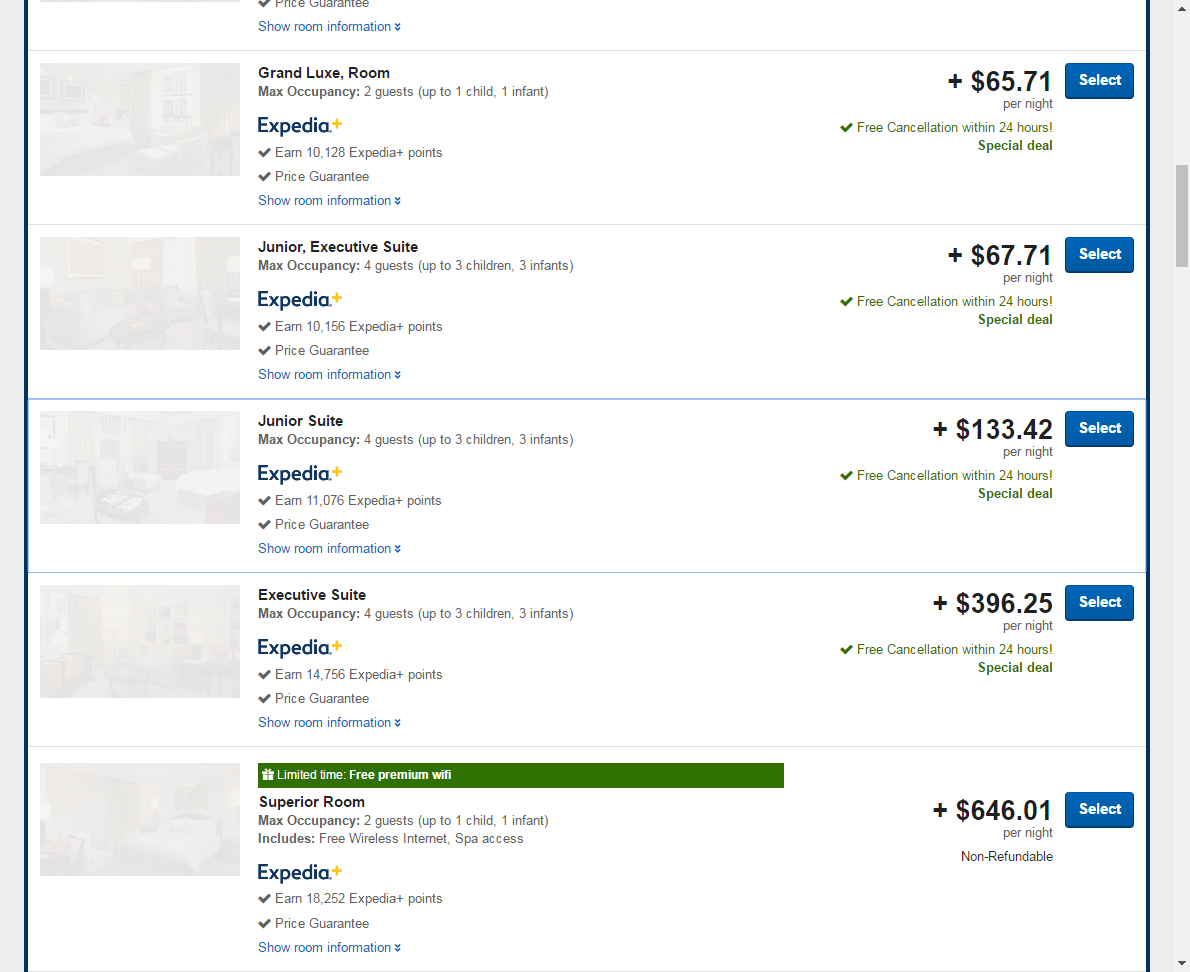 Price Guarantee
Show room information
Grand Luxe, Room
Max Occupancy: 2 guests (up to 1 child, 1 infant)
+ $65.71
Select
per night
Expedia+
Free Cancellation within 24 hours!
Special deal
Earn 10,128 Expedia+ points
Price Guarantee
Show room information
Junior, Executive Suite
Max Occupancy: 4 guests (up to 3 children, 3 infants)
+ $67.71
Select
per night
Expedia+
Free Cancellation within 24 hours!
Special deal
Earn 10,156 Expedia+ points
Price Guarantee
Show room information
Junior Suite
Max Occupancy: 4 guests (up to 3 children, 3 infants)
+ $133.42
Select
per night
Expedia+
Free Cancellation within 24 hours!
Special deal
Earn 11,076 Expedia+ points
Price Guarantee
Show room information
Executive Suite
Max Occupancy: 4 guests (up to 3 children, 3 infants)
+ $396.25
Select
per night
Expedia+
Free Cancellation within 24 hours!
Special deal
Earn 14,756 Expedia+ points
Price Guarantee
Show room information
Limited time: Free premium wifi
Superior Room
Max Occupancy: 2 guests (up to 1 child, 1 infant)
Includes: Free Wireless Internet, Spa access
+ $646.01
Select
per night
Non-Refundable
Expedia+
Earn 18,252 Expedia+ points
Price Guarantee
Show room information